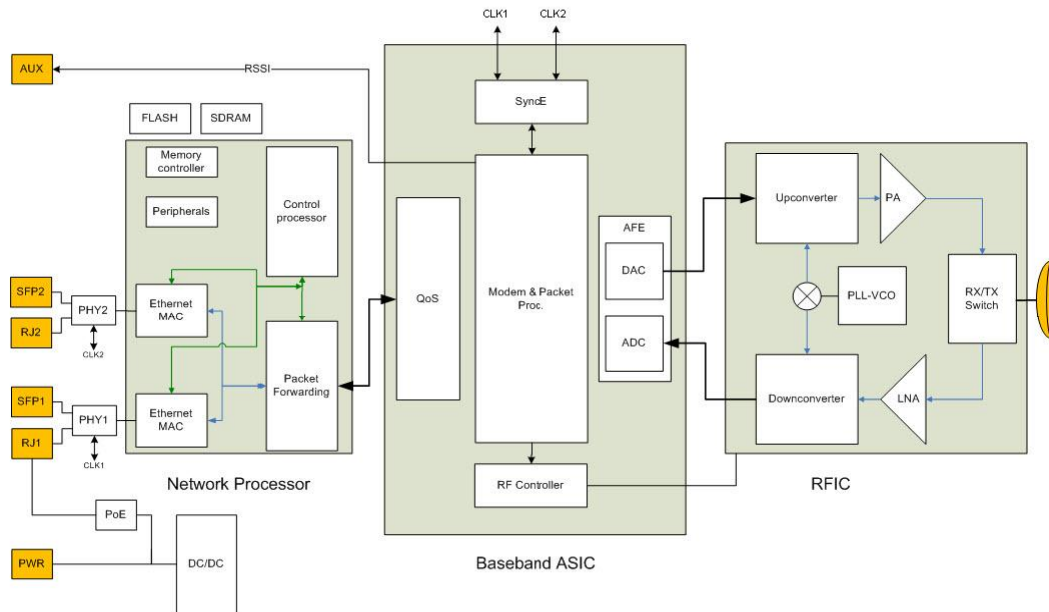 CLK1
CLK2
AUX
RSSI
SyncE
FLASH
SDRAM
Memory
controller
Peripherals
Control
processor
SFP2
RJ2
PHY2
CLK2
Ethernet
MAC
SFP1
RJ1
PHY1
CLK1
Ethernet
MAC
Packet
Forwarding
Network Processor
PoE
PWR
DC/DC
QoS
Modem & Packet
Proc.
AFE
DAC
ADC
RF Controller
Baseband ASIC
Upconverter
PA
PLL-VCO
RX/TX
Switch
Downconverter
LNA
RFIC